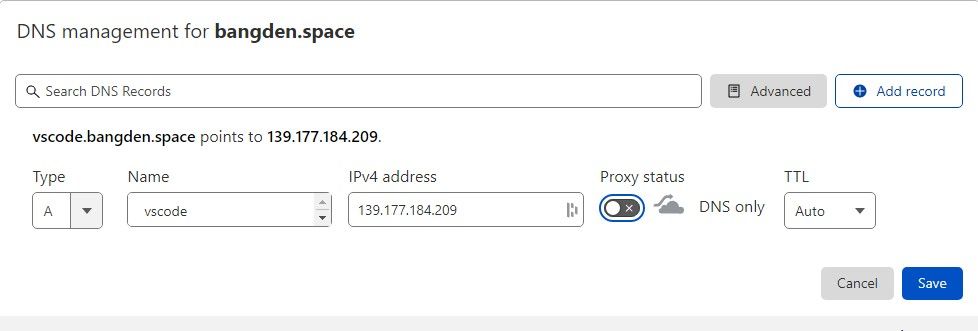 DNS management for bangden.space
Search DNS Records
Advanced
Add record
vscode.bangden.space points to 139.177.184.209.
Type Name IPv4 address Proxy status TTL
A vscode 139.177.184.209 DNS only Auto
Cancel Save